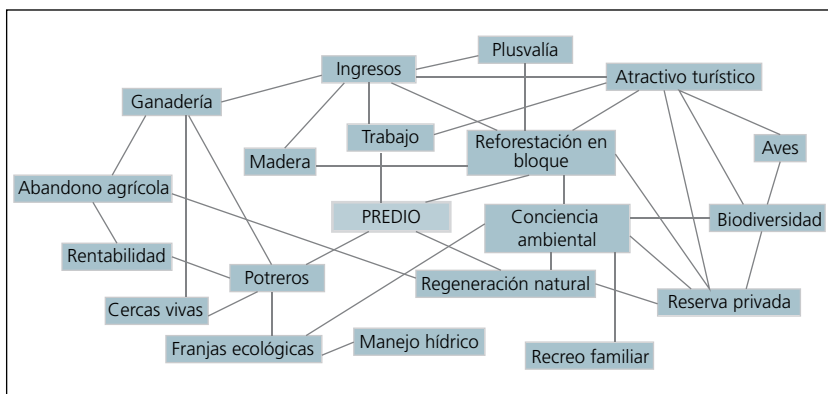 Plusvalía
Ingresos
Atractivo turístico
Ganadería
Trabajo
Reforestación en
bloque
Aves
Madera
Abandono agrícola
PREDIO
Conciencia
ambiental
Biodiversidad
Rentabilidad
Potreros
Regeneración natural
Reserva privada
Cercas vivas
Franjas ecológicas
Manejo hídrico
Recreo familiar